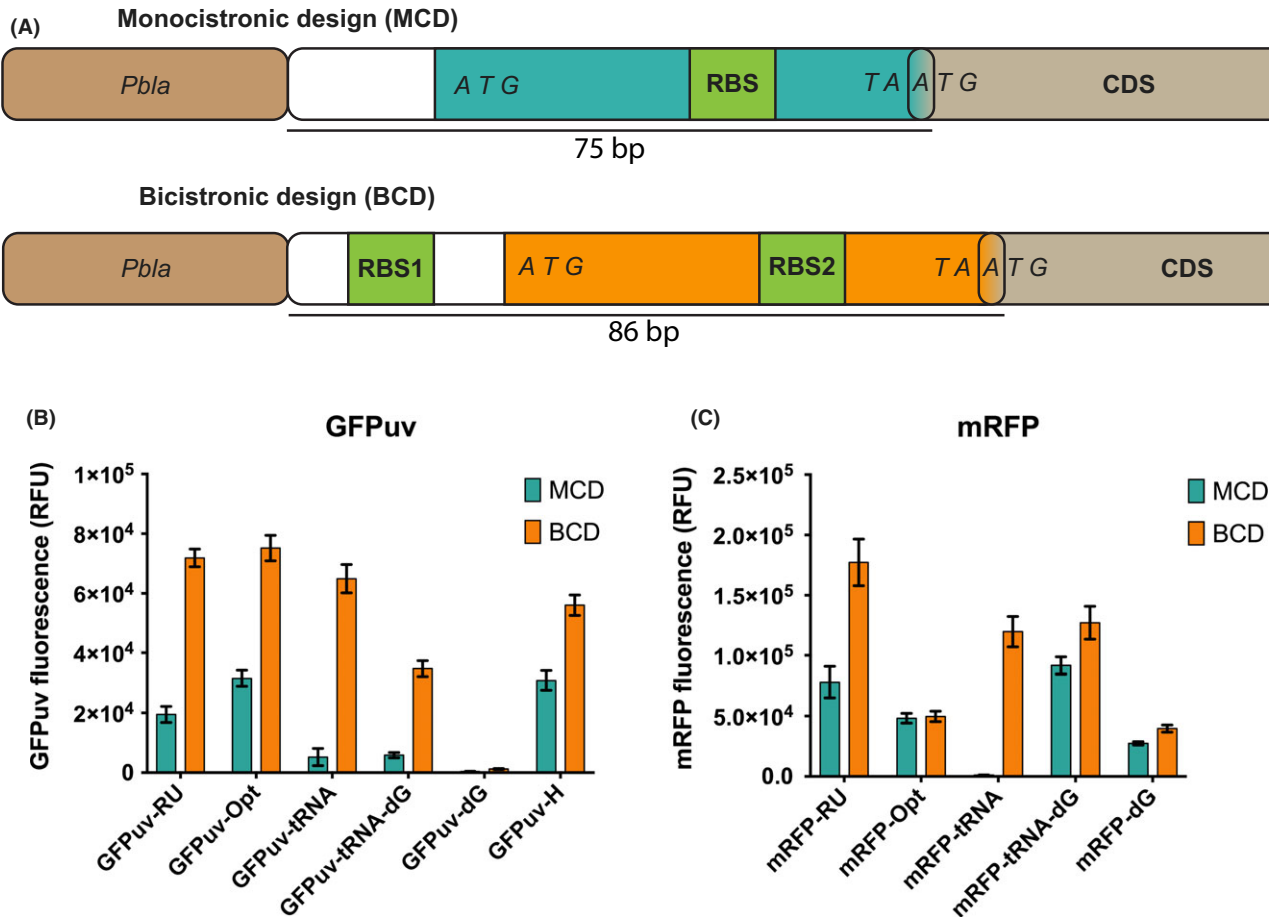 (A)
Monocistronic design (MCD)
Pbla
A T G
RBS
T A A T G
CDS
75 bp
Bicistronic design (BCD)
Pbla
RBS1
A T G
RBS2
T A A T G
CDS
86 bp
(B)
GFPuv
GFPuv fluorescence (RFU)
1×10⁵
8×10⁴
6×10⁴
4×10⁴
2×10⁴
0
MCD
BCD
GFPuv-RU
GFPuv-Opt
GFPuv-tRNA
GFPuv-tRNA-dG
GFPuv-dG
GFPuv-H
(C)
mRFP
mRFP fluorescence (RFU)
2.5×10⁵
2.0×10⁵
1.5×10⁵
1.0×10⁵
5.0×10⁴
0.0
MCD
BCD
mRFP-RU
mRFP-Opt
mRFP-tRNA
mRFP-tRNA-dG
mRFP-dG